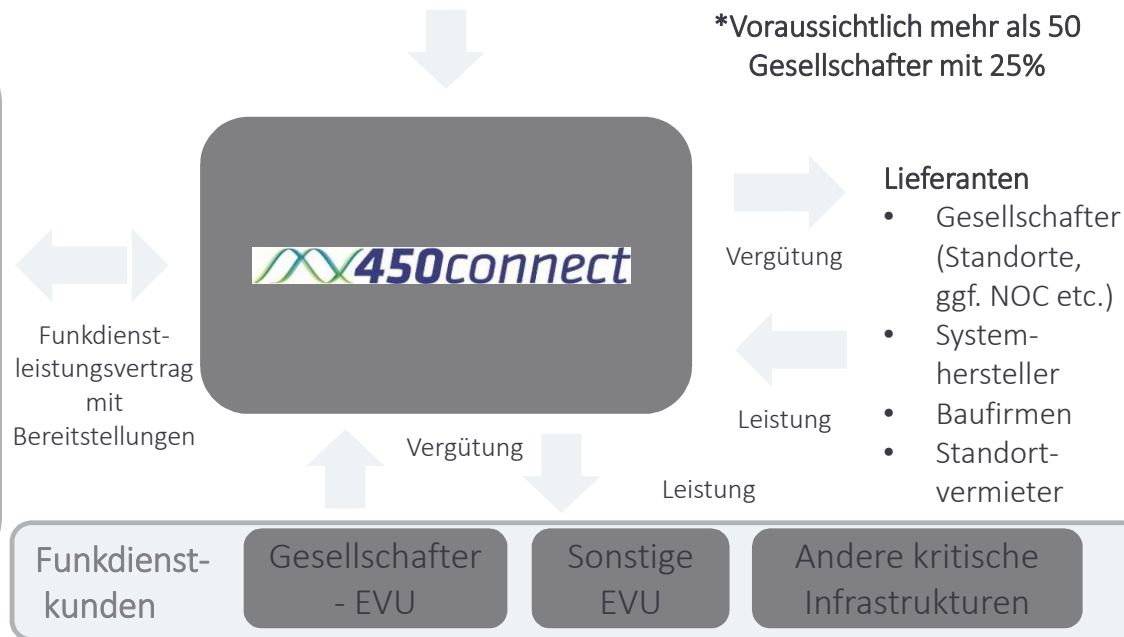 *Voraussichtlich mehr als 50
Gesellschafter mit 25%
450connect
Funkdienst-
leistungsvertrag
mit
Bereitstellungen
Vergütung
Leistung
Lieferanten
• Gesellschafter
(Standorte,
ggf. NOC etc.)
• System-
hersteller
• Baufirmen
• Standort-
vermieter
Vergütung
Leistung
Funkdienst-
kunden
Gesellschafter
- EVU
Sonstige
EVU
Andere kritische
Infrastrukturen